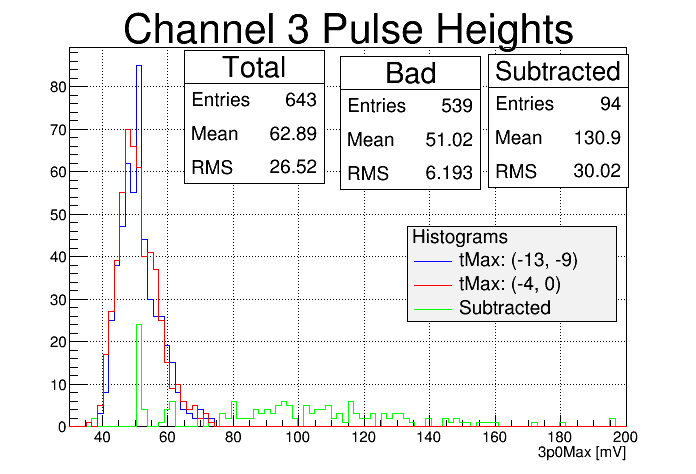 Channel 3 Pulse Heights
Total
Entries 643
Mean 62.89
RMS 26.52
Bad
Entries 539
Mean 51.02
RMS 6.193
Subtracted
Entries 94
Mean 130.9
RMS 30.02
Histograms
tMax: (-13, -9)
tMax: (-4, 0)
Subtracted
80
70
60
50
40
30
20
10
0
40 60 80 100 120 140 160 180 200
3p0Max [mV]